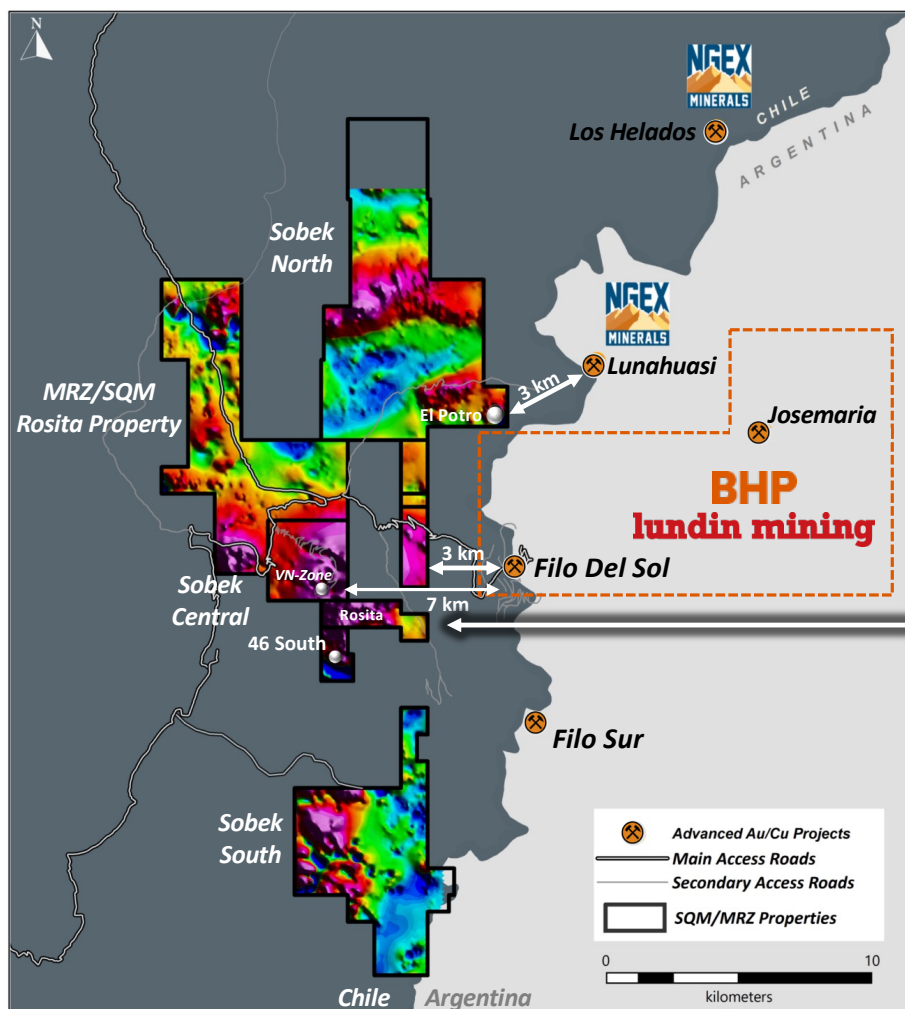 N
NGEX
MINERALS
CHILE
ARGENTINA
Los Helados
Sobek
North
NGEX
MINERALS
Lunahuasi
3 km
MRZ/SQM
Rosita Property
El Potro
Josemaria
BHP
lundin mining
3 km
Filo Del Sol
VN-Zone
7 km
Sobek
Central
Rosita
46 South
Filo Sur
Sobek
South
Advanced Au/Cu Projects
Main Access Roads
Secondary Access Roads
SQM/MRZ Properties
0 10
kilometers
Chile Argentina